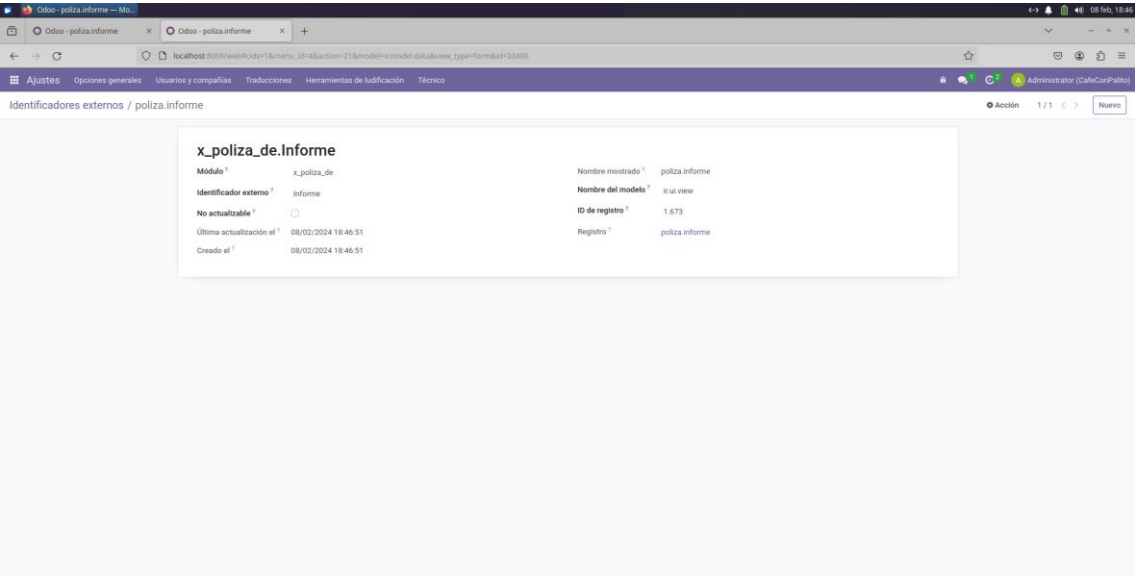 Odoo - poliza.informe — Mo...
08 feb, 18:46
Odoo - poliza.informe
Odoo - poliza.informe
localhost:8069/web#cids=1&menu_id=4&action=21&model=ir.model.data&view_type=form&id=33490
Ajustes Opciones generales Usuarios y compañías Traducciones Herramientas de ludificación Técnico
1 2 A Administrator (CafeConPalito)
Identificadores externos / poliza.informe
Acción 1 / 1 Nuevo
x_poliza_de.Informe
Módulo ? x_poliza_de Nombre mostrado ? poliza.informe
Identificador externo ? Informe Nombre del modelo ? ir.ui.view
No actualizable ? ID de registro ? 1.673
Última actualización el ? 08/02/2024 18:46:51 Registro ? poliza.informe
Creado el ? 08/02/2024 18:46:51